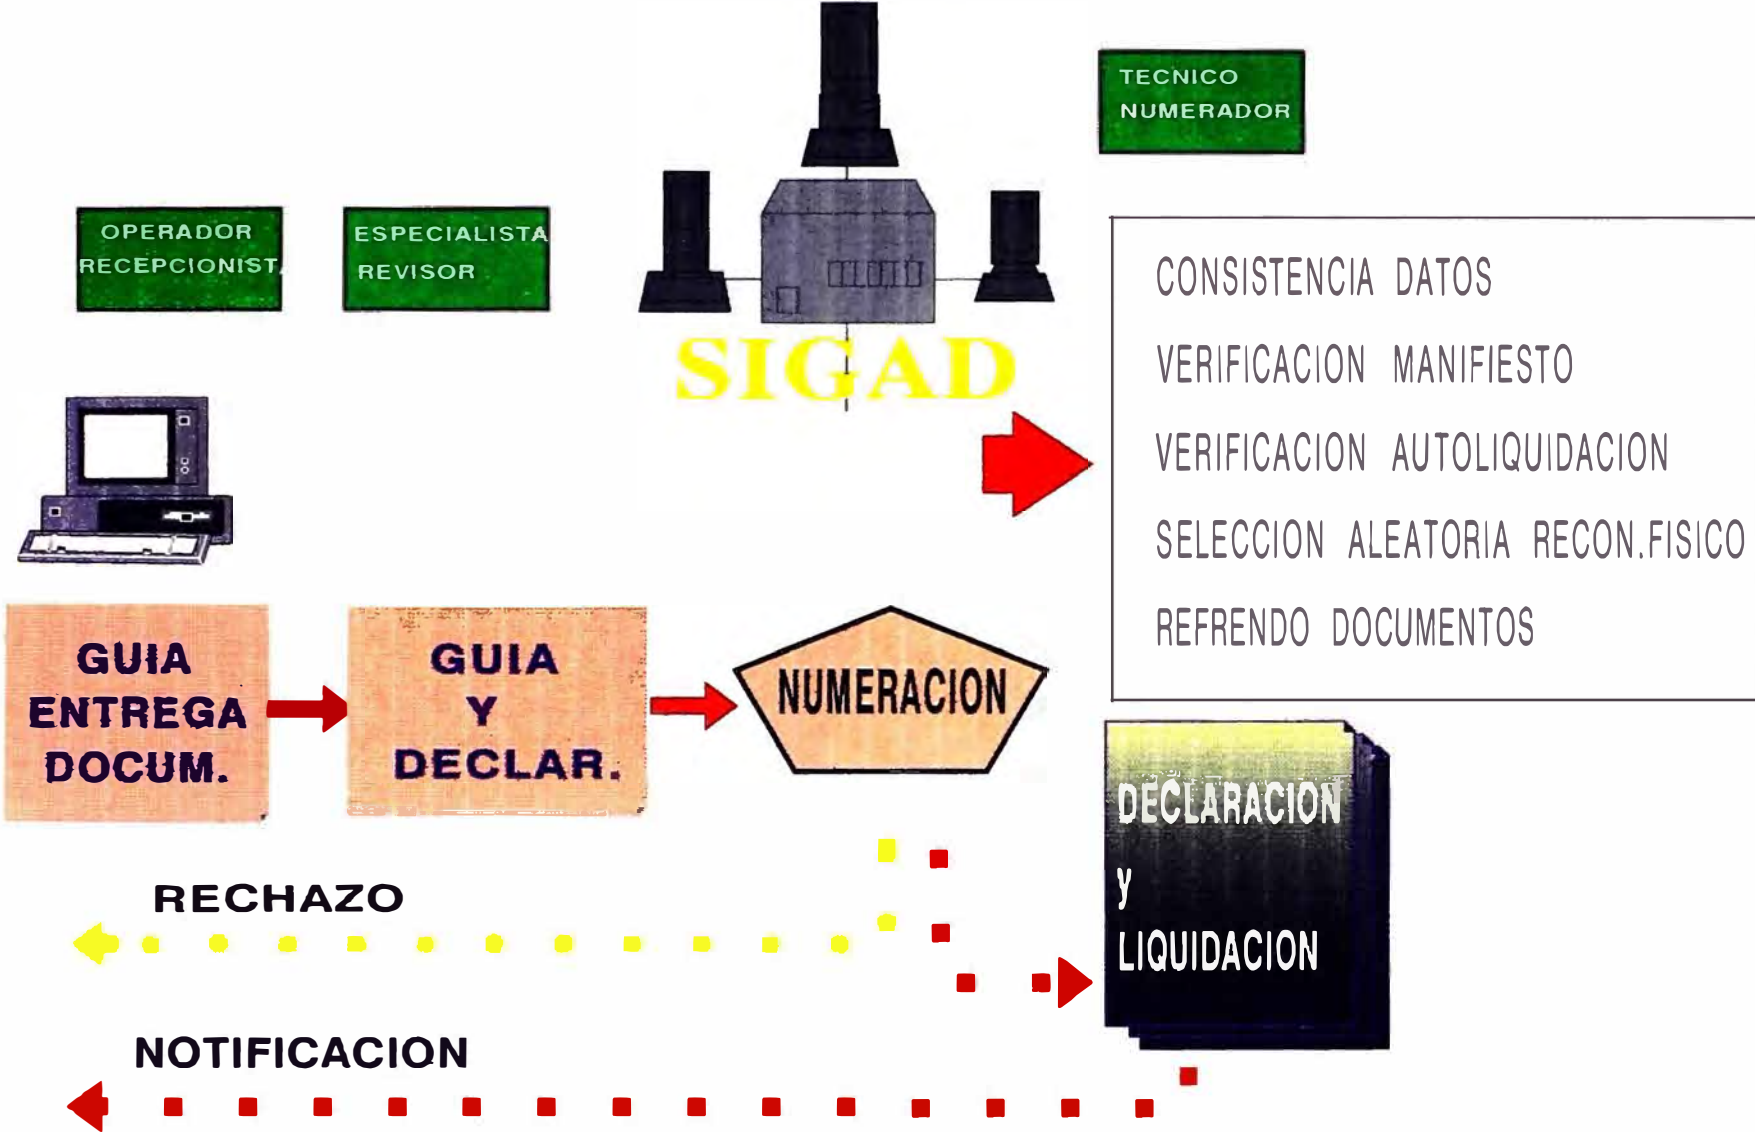 TECNICO
NUMERADOR
OPERADOR
RECEPCIONISTA
ESPECIALISTA
REVISOR
SIGAD
CONSISTENCIA DATOS
VERIFICACION MANIFIESTO
VERIFICACION AUTOLIQUIDACION
SELECCION ALEATORIA RECON.FISICO
REFRENDO DOCUMENTOS
GUIA
ENTREGA
DOCUM.
GUIA
Y
DECLAR.
NUMERACION
DECLARACION
y
LIQUIDACION
RECHAZO
NOTIFICACION